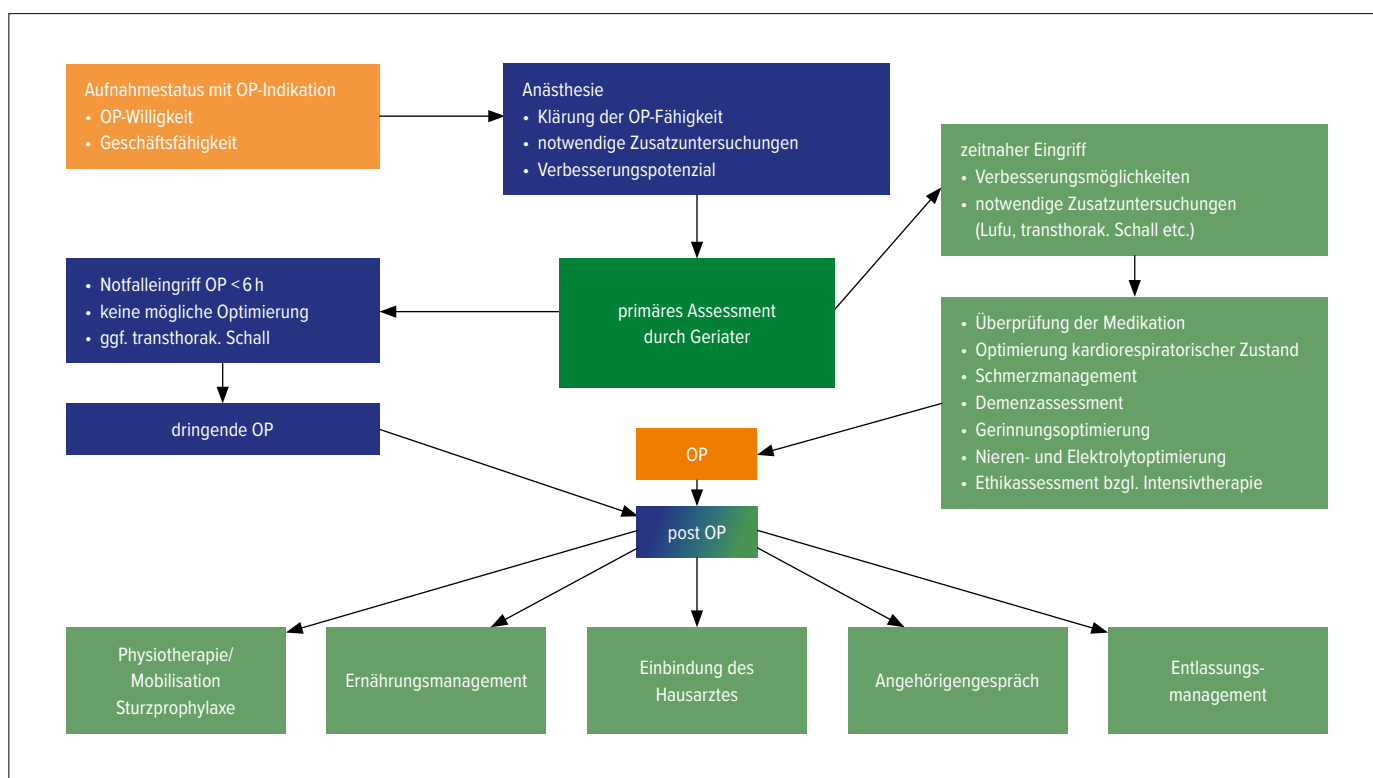 Aufnahmestatus mit OP-Indikation
• OP-Willigkeit
• Geschäftsfähigkeit
Anästhesie
• Klärung der OP-Fähigkeit
• notwendige Zusatzuntersuchungen
• Verbesserungspotenzial
zeitnaher Eingriff
• Verbesserungsmöglichkeiten
• notwendige Zusatzuntersuchungen
(Lufu, transthorak. Schall etc.)
• Notfalleingriff OP < 6 h
• keine mögliche Optimierung
• ggf. transthorak. Schall
primäres Assessment
durch Geriater
• Überprüfung der Medikation
• Optimierung kardiorespiratorischer Zustand
• Schmerzmanagement
• Demenzassessment
• Gerinnungsoptimierung
• Nieren- und Elektrolytoptimierung
• Ethikassessment bzgl. Intensivtherapie
dringende OP
OP
post OP
Physiotherapie/
Mobilisation
Sturzprophylaxe
Ernährungsmanagement
Einbindung des
Hausarztes
Angehörigengespräch
Entlassungs-
management